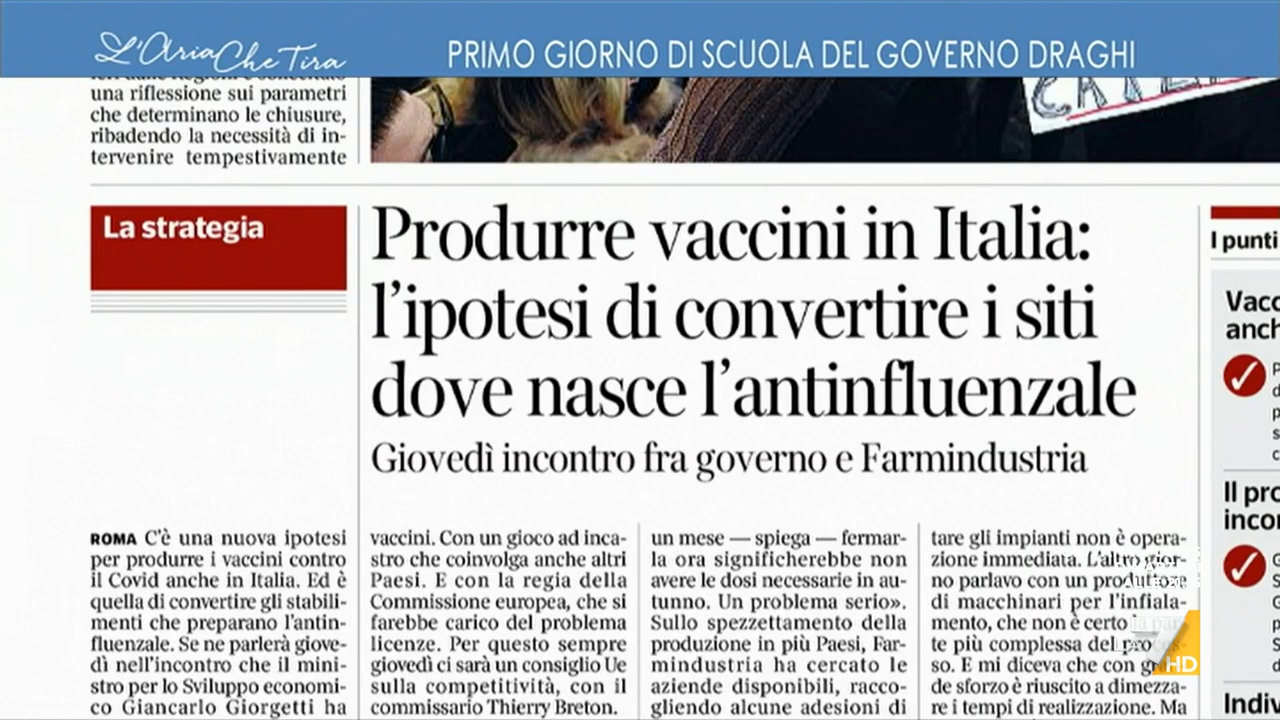 L'Aria Che Tira
PRIMO GIORNO DI SCUOLA DEL GOVERNO DRAGHI
una riflessione sui parametri
che determinano le chiusure,
ribadendo la necessità di in-
tervenire tempestivamente
La strategia
Produrre vaccini in Italia:
l'ipotesi di convertire i siti
dove nasce l'antinfluenzale
Giovedì incontro fra governo e Farmindustria
ROMA C'è una nuova ipotesi
per produrre i vaccini contro
il Covid anche in Italia. Ed è
quella di convertire gli stabili-
menti che preparano l'antin-
fluenzale. Se ne parlerà giove-
dì nell'incontro che il mini-
stro per lo Sviluppo economi-
co Giancarlo Giorgetti ha
vaccini. Con un gioco ad inca-
stro che coinvolga anche altri
Paesi. E con la regia della
Commissione europea, che si
farebbe carico del problema
licenze. Per questo sempre
giovedì ci sarà un consiglio Ue
sulla competitività, con il
commissario Thierry Breton.
un mese — spiega — fermar-
la ora significherebbe non
avere le dosi necessarie in au-
tunno. Un problema serio».
Sullo spezzettamento della
produzione in più Paesi, Far-
mindustria ha cercato le
aziende disponibili, racco-
gliendo alcune adesioni di
tare gli impianti non è opera-
zione immediata. L'altro gior-
no parlavo con un produttore
di macchinari per l'infiala-
mento, che non è certo la par-
te più complessa del proces-
so. E mi diceva che con gran-
de sforzo è riuscito a dimezza-
re i tempi di realizzazione. Ma
I punti
Vacc
anch
Il pro
incon
Indiv
7 HD